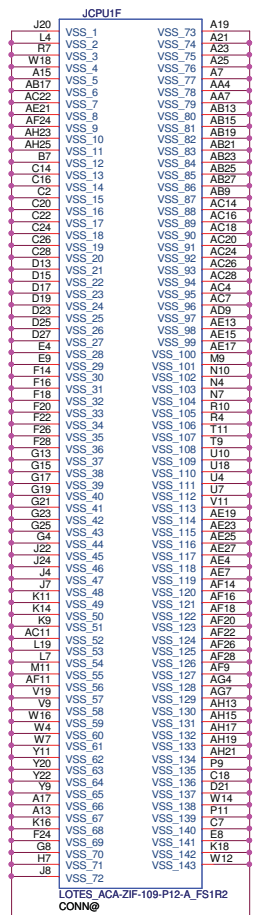 JCPU1F
J20 VSS_1 VSS_73 A19
L4 VSS_2 VSS_74 A21
R7 VSS_3 VSS_75 A23
W18 VSS_4 VSS_76 A25
A15 VSS_5 VSS_77 A7
AB17 VSS_6 VSS_78 AA4
AC22 VSS_7 VSS_79 AA7
AE21 VSS_8 VSS_80 AB13
AF24 VSS_9 VSS_81 AB15
AH23 VSS_10 VSS_82 AB19
AH25 VSS_11 VSS_83 AB21
B7 VSS_12 VSS_84 AB23
C14 VSS_13 VSS_85 AB25
C16 VSS_14 VSS_86 AB27
C2 VSS_15 VSS_87 AB9
C20 VSS_16 VSS_88 AC14
C22 VSS_17 VSS_89 AC16
C24 VSS_18 VSS_90 AC18
C26 VSS_19 VSS_91 AC20
C28 VSS_20 VSS_92 AC24
D13 VSS_21 VSS_93 AC26
D15 VSS_22 VSS_94 AC28
D17 VSS_23 VSS_95 AC4
D19 VSS_24 VSS_96 AC7
D23 VSS_25 VSS_97 AD9
D25 VSS_26 VSS_98 AE13
D27 VSS_27 VSS_99 AE15
E4 VSS_28 VSS_100 AE17
E9 VSS_29 VSS_101 M9
F14 VSS_30 VSS_102 N10
F16 VSS_31 VSS_103 N4
F18 VSS_32 VSS_104 N7
F20 VSS_33 VSS_105 R10
F22 VSS_34 VSS_106 R4
F26 VSS_35 VSS_107 T11
F28 VSS_36 VSS_108 T9
G13 VSS_37 VSS_109 U10
G15 VSS_38 VSS_110 U18
G17 VSS_39 VSS_111 U4
G19 VSS_40 VSS_112 U7
G21 VSS_41 VSS_113 V11
G23 VSS_42 VSS_114 AE19
G25 VSS_43 VSS_115 AE23
G4 VSS_44 VSS_116 AE25
J22 VSS_45 VSS_117 AE27
J24 VSS_46 VSS_118 AE4
J4 VSS_47 VSS_119 AE7
J7 VSS_48 VSS_120 AF14
K11 VSS_49 VSS_121 AF16
K14 VSS_50 VSS_122 AF18
K9 VSS_51 VSS_123 AF20
AC11 VSS_52 VSS_124 AF22
L19 VSS_53 VSS_125 AF26
L7 VSS_54 VSS_126 AF28
M11 VSS_55 VSS_127 AF9
AF11 VSS_56 VSS_128 AG4
V19 VSS_57 VSS_129 AG7
V9 VSS_58 VSS_130 AH13
W16 VSS_59 VSS_131 AH15
W4 VSS_60 VSS_132 AH17
W7 VSS_61 VSS_133 AH19
Y11 VSS_62 VSS_134 AH21
Y20 VSS_63 VSS_135 P9
Y22 VSS_64 VSS_136 C18
Y9 VSS_65 VSS_137 D21
A17 VSS_66 VSS_138 W14
A13 VSS_67 VSS_139 P11
K16 VSS_68 VSS_140 C7
F24 VSS_69 VSS_141 E8
G8 VSS_70 VSS_142 K18
H7 VSS_71 VSS_143 W12
J8 VSS_72
LOTES_ACA-ZIF-109-P12-A_FS1R2
CONN@